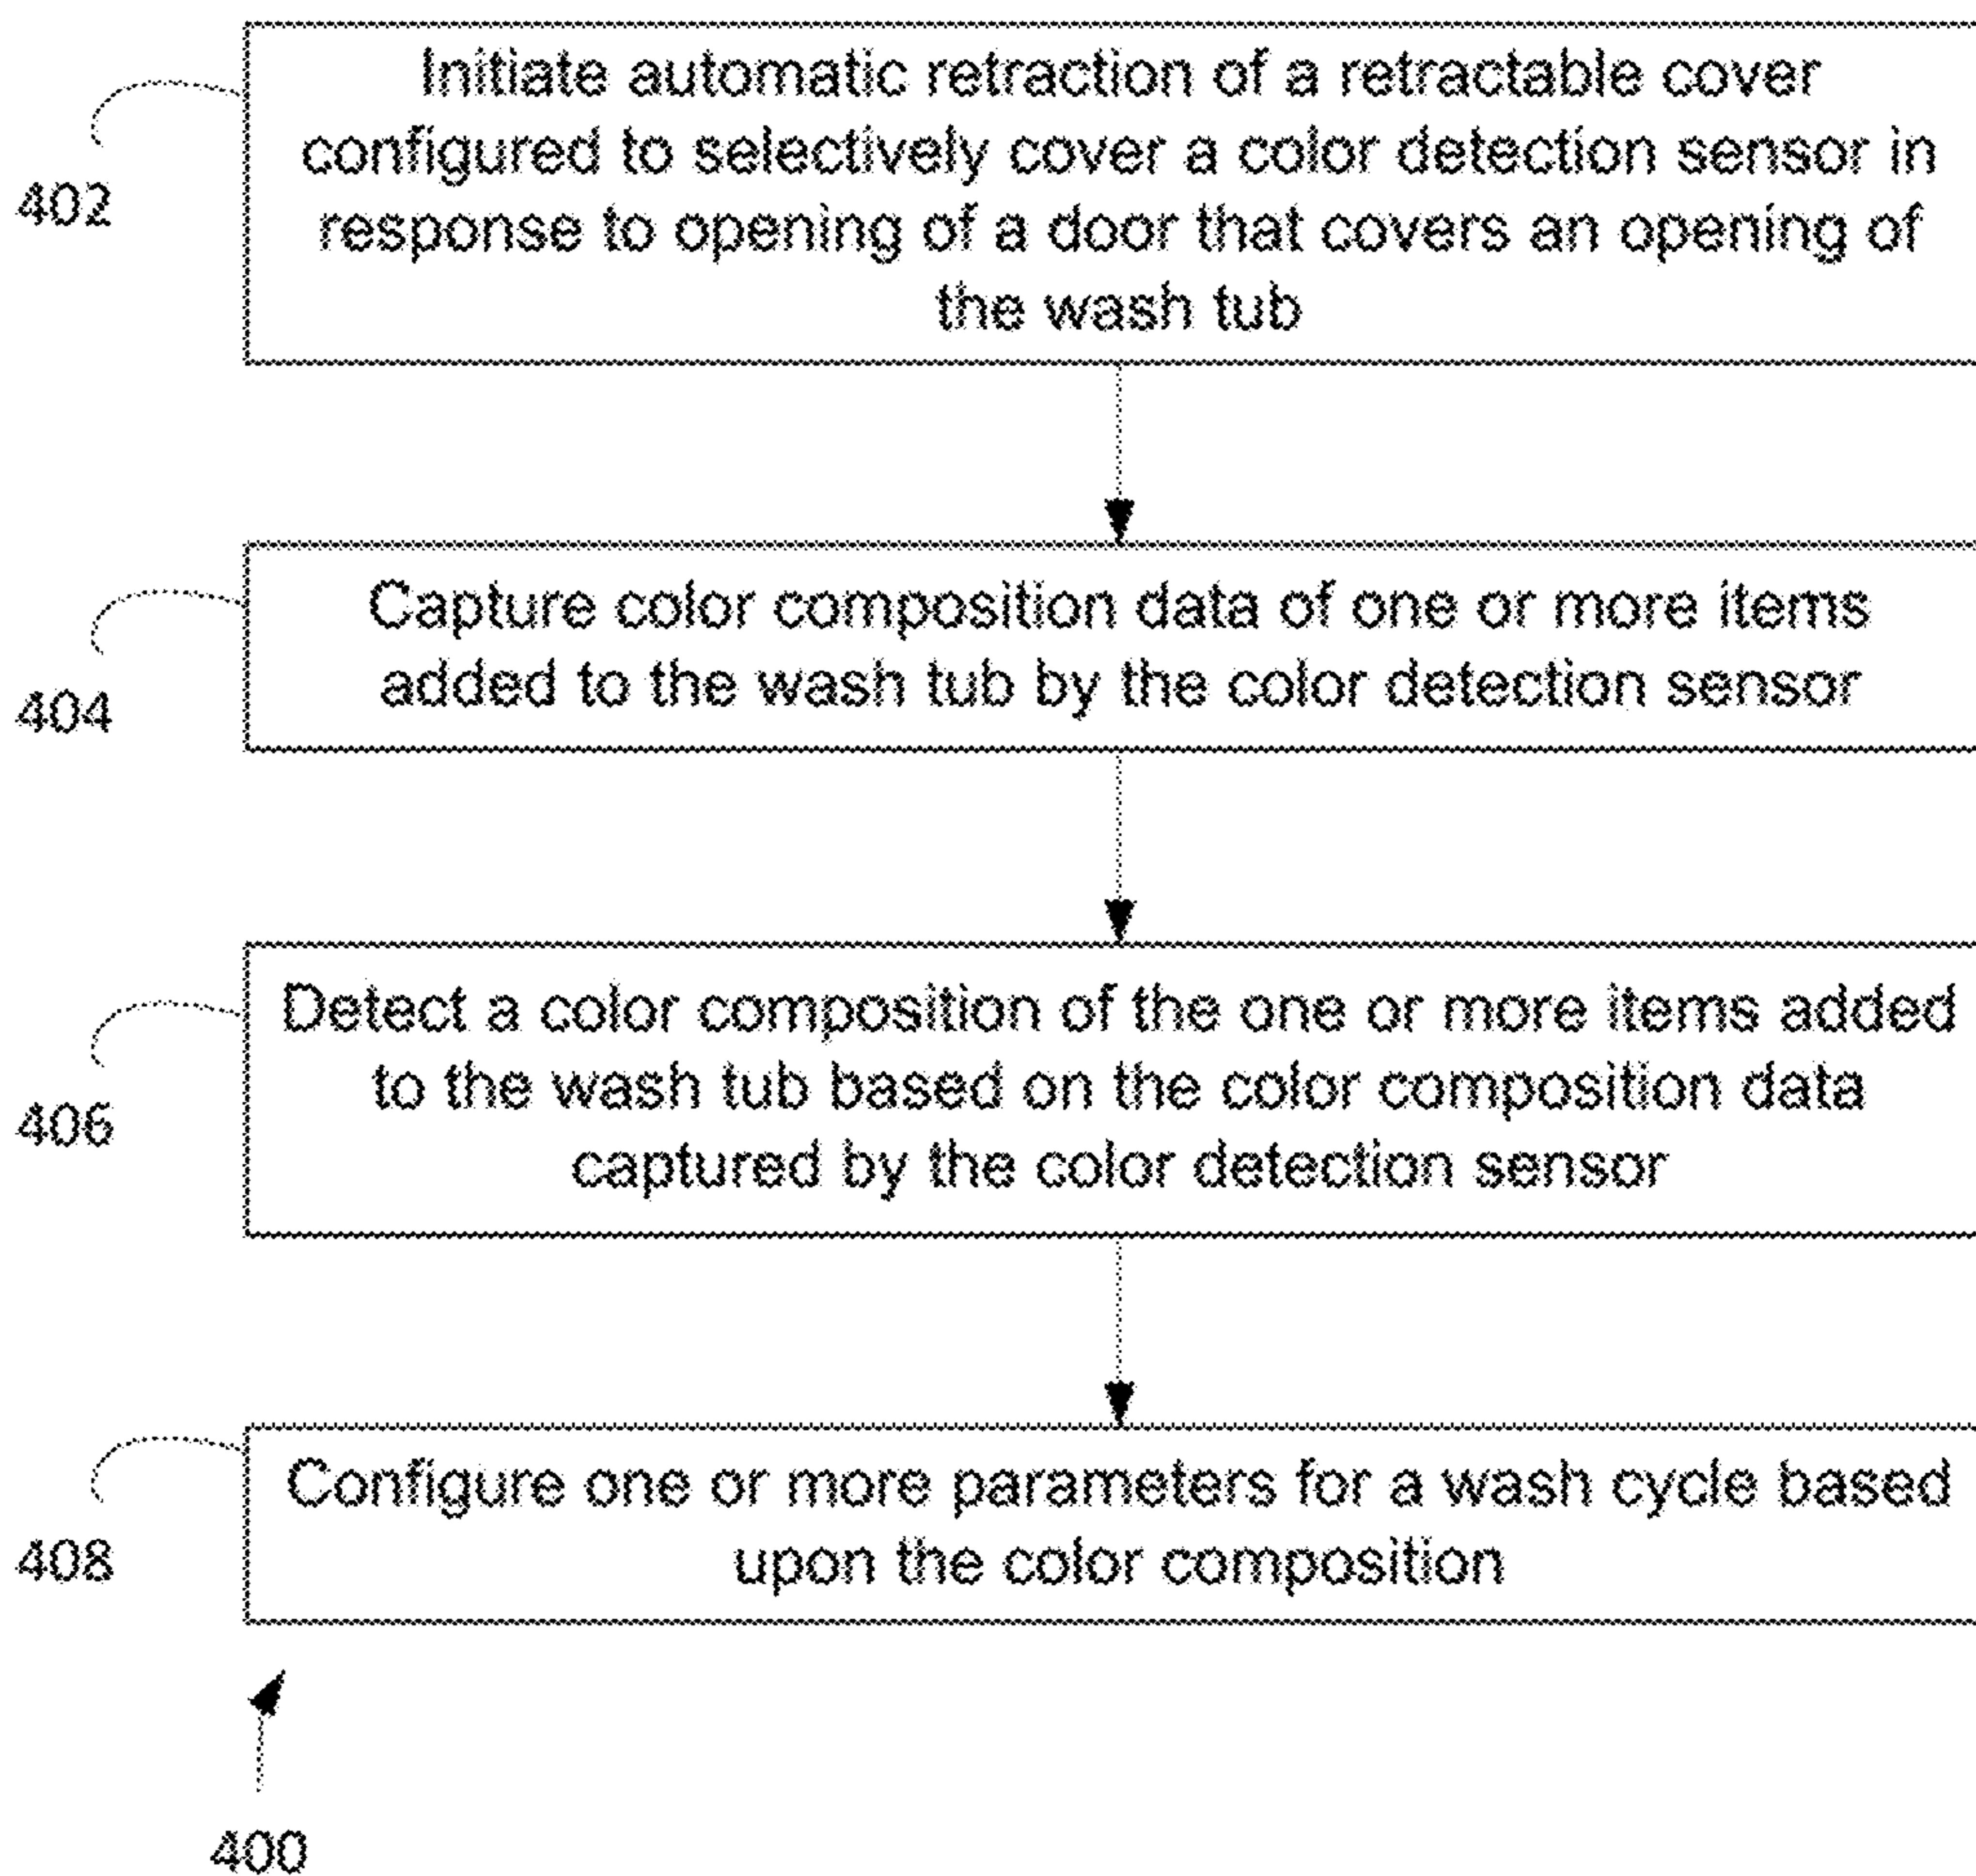 Initiate automatic retraction of a retractable cover
configured to selectively cover a color detection sensor in
response to opening of a door that covers an opening of
the wash tub
402
Capture color composition data of one or more items
added to the wash tub by the color detection sensor
404
Detect a color composition of the one or more items added
to the wash tub based on the color composition data
captured by the color detection sensor
406
Configure one or more parameters for a wash cycle based
upon the color composition
408
400